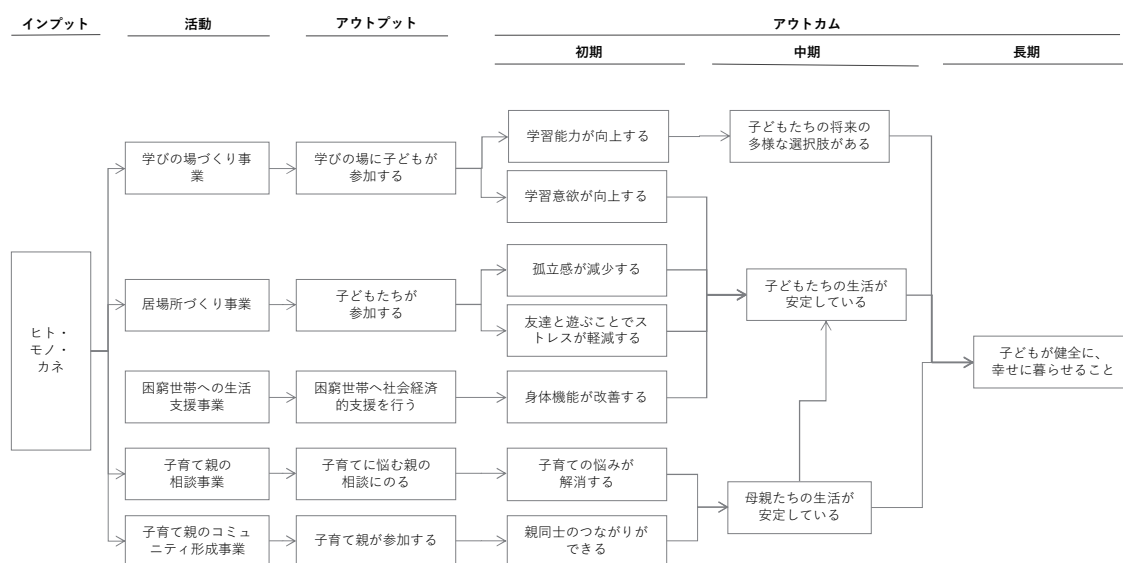 インプット
活動
アウトプット
アウトカム
初期
中期
長期
ヒト・
モノ・
カネ
学びの場づくり事
業
学びの場に子どもが
参加する
学習能力が向上する
学習意欲が向上する
子どもたちの将来の
多様な選択肢がある
居場所づくり事業
子どもたちが
参加する
孤立感が減少する
友達と遊ぶことでス
トレスが軽減する
子どもたちの生活が
安定している
困窮世帯への生活
支援事業
困窮世帯へ社会経済
的支援を行う
身体機能が改善する
子どもが健全に、
幸せに暮らせること
子育て親の
相談事業
子育てに悩む親の
相談にのる
子育ての悩みが
解消する
母親たちの生活が
安定している
子育て親のコミュ
ニティ形成事業
子育て親が参加する
親同士のつながりが
できる